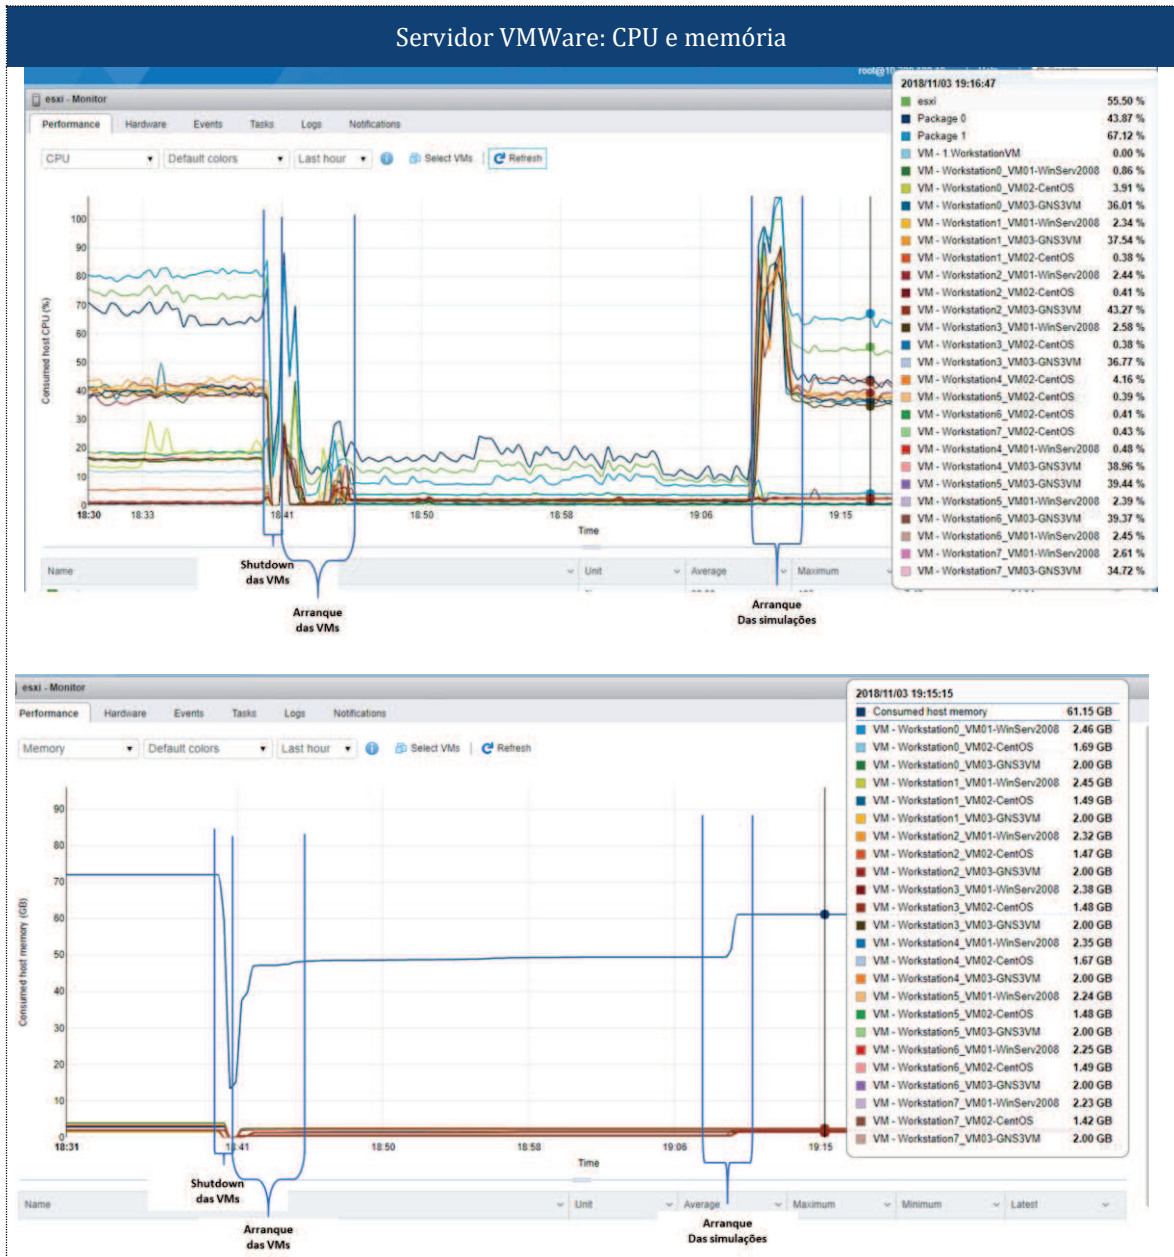 Servidor VMWare: CPU e memória
esxi - Monitor
Performance Hardware Events Tasks Logs Notifications
CPU Default colors Last hour Select VMs Refresh
2018/11/03 19:16:47
esxi 55.50 %
Package 0 43.87 %
Package 1 67.12 %
VM - 1.WorkstationVM 0.00 %
VM - Workstation0_VM01-WinServ2008 0.86 %
VM - Workstation0_VM02-CentOS 3.91 %
VM - Workstation0_VM03-GNS3VM 36.01 %
VM - Workstation1_VM01-WinServ2008 2.34 %
VM - Workstation1_VM03-GNS3VM 37.54 %
VM - Workstation1_VM02-CentOS 0.38 %
VM - Workstation2_VM01-WinServ2008 2.44 %
VM - Workstation2_VM02-CentOS 0.41 %
VM - Workstation2_VM03-GNS3VM 43.27 %
VM - Workstation3_VM01-WinServ2008 2.58 %
VM - Workstation3_VM02-CentOS 0.38 %
VM - Workstation3_VM03-GNS3VM 36.77 %
VM - Workstation4_VM02-CentOS 4.16 %
VM - Workstation5_VM02-CentOS 0.39 %
VM - Workstation6_VM02-CentOS 0.41 %
VM - Workstation7_VM02-CentOS 0.43 %
VM - Workstation4_VM01-WinServ2008 0.48 %
VM - Workstation4_VM03-GNS3VM 38.96 %
VM - Workstation5_VM03-GNS3VM 39.44 %
VM - Workstation5_VM01-WinServ2008 2.39 %
VM - Workstation6_VM03-GNS3VM 39.37 %
VM - Workstation6_VM01-WinServ2008 2.45 %
VM - Workstation7_VM01-WinServ2008 2.61 %
VM - Workstation7_VM03-GNS3VM 34.72 %
Consumed host CPU (%)
100
90
80
70
60
50
40
30
20
10
0
18:30 18:33 18:41 18:50 18:58 19:06 19:15
Time
Name Unit Average Maximum
Shutdown
das VMs
Arranque
das VMs
Arranque
Das simulações
esxi - Monitor
Performance Hardware Events Tasks Logs Notifications
Memory Default colors Last hour Select VMs Refresh
2018/11/03 19:15:15
Consumed host memory 61.15 GB
VM - Workstation0_VM01-WinServ2008 2.46 GB
VM - Workstation0_VM02-CentOS 1.69 GB
VM - Workstation0_VM03-GNS3VM 2.00 GB
VM - Workstation1_VM01-WinServ2008 2.45 GB
VM - Workstation1_VM02-CentOS 1.49 GB
VM - Workstation1_VM03-GNS3VM 2.00 GB
VM - Workstation2_VM01-WinServ2008 2.32 GB
VM - Workstation2_VM02-CentOS 1.47 GB
VM - Workstation2_VM03-GNS3VM 2.00 GB
VM - Workstation3_VM01-WinServ2008 2.38 GB
VM - Workstation3_VM02-CentOS 1.48 GB
VM - Workstation3_VM03-GNS3VM 2.00 GB
VM - Workstation4_VM01-WinServ2008 2.35 GB
VM - Workstation4_VM02-CentOS 1.67 GB
VM - Workstation4_VM03-GNS3VM 2.00 GB
VM - Workstation5_VM01-WinServ2008 2.24 GB
VM - Workstation5_VM02-CentOS 1.48 GB
VM - Workstation5_VM03-GNS3VM 2.00 GB
VM - Workstation6_VM01-WinServ2008 2.25 GB
VM - Workstation6_VM02-CentOS 1.49 GB
VM - Workstation6_VM03-GNS3VM 2.00 GB
VM - Workstation7_VM01-WinServ2008 2.23 GB
VM - Workstation7_VM02-CentOS 1.42 GB
VM - Workstation7_VM03-GNS3VM 2.00 GB
Consumed host memory (GB)
90
80
70
60
50
40
30
20
10
0
18:31 18:41 18:50 18:58 19:06 19:15
Time
Name Unit Average Maximum Minimum Latest
Shutdown
das VMs
Arranque
das VMs
Arranque
Das simulações